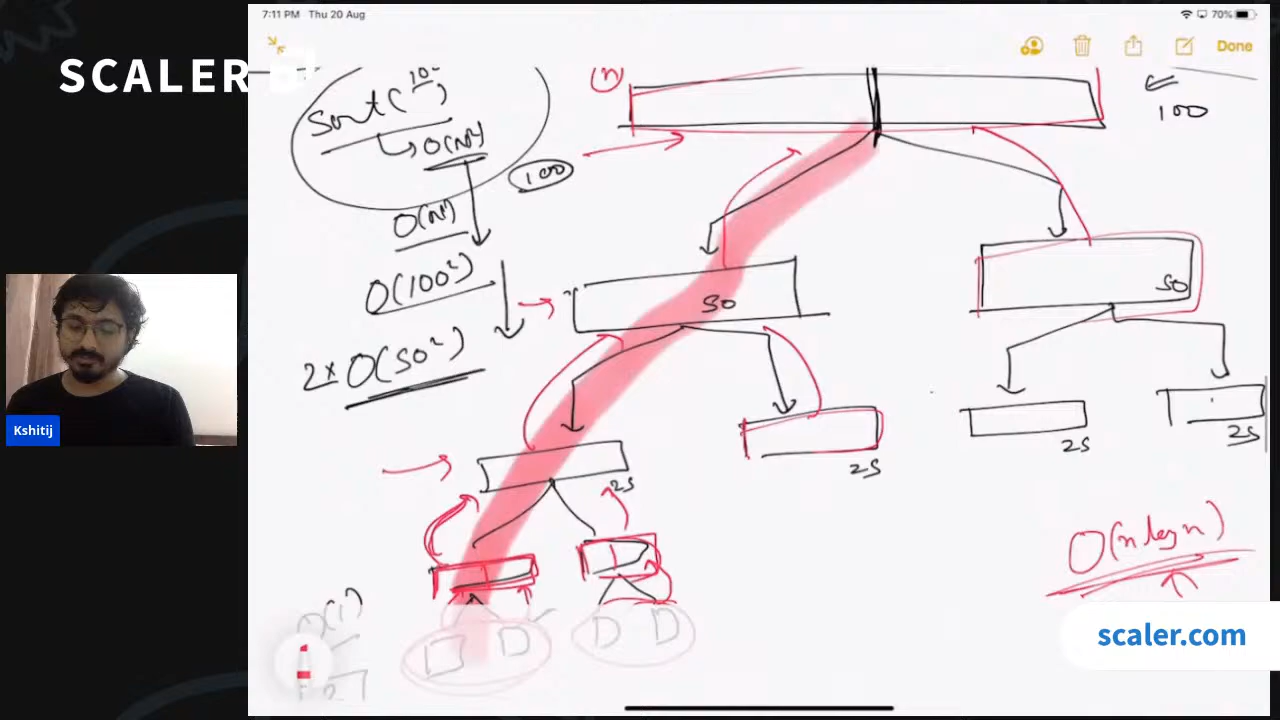 7:11 PM Thu 20 Aug
70%
Done
SCALER
Sort(
O(N²)
100
O(N²)
O(100²)
2 x O(50²)
n
100
50
50
25
25
25
25
O(n log n)
O(1)
Kshitij
scaler.com